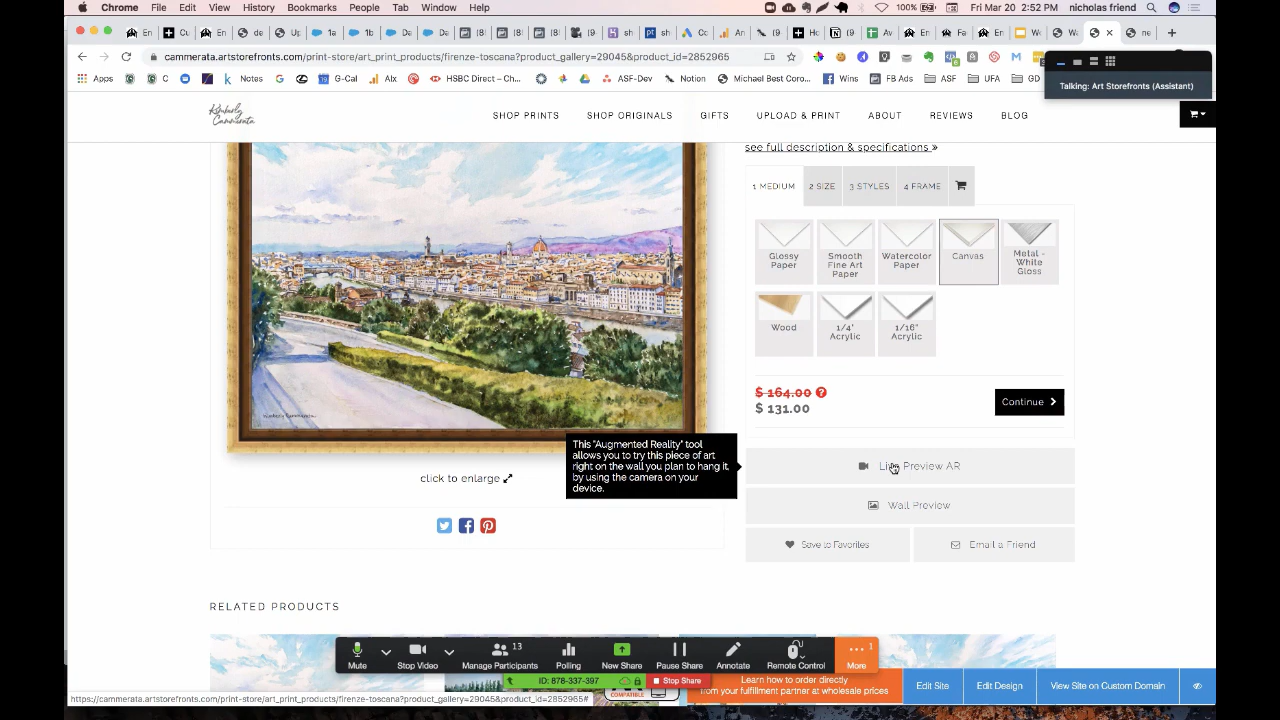 Chrome File Edit View History Bookmarks People Tab Window Help
100% Fri Mar 20 2:52 PM nicholas friend
cammerata.artstorefronts.com/print-store/art_print_products/firenze-toscana?product_gallery=29045&product_id=2852965
Apps Notes G-Cal Alx HSBC Direct – Ch... ASF-Dev Notion Michael Best Coro... Wins FB Ads ASF UFA GD
Talking: Art Storefronts (Assistant)
Kimberly
Cammerata
SHOP PRINTS SHOP ORIGINALS GIFTS UPLOAD & PRINT ABOUT REVIEWS BLOG
see full description & specifications »
1 MEDIUM 2 SIZE 3 STYLES 4 FRAME
Glossy Paper
Smooth Fine Art Paper
Watercolor Paper
Canvas
Metal - White Gloss
Wood
1/4" Acrylic
1/16" Acrylic
$ 164.00 ?
$ 131.00
Continue
This "Augmented Reality" tool
allows you to try this piece of art
right on the wall you plan to hang it,
by using the camera on your
device.
Live Preview AR
click to enlarge
Wall Preview
Save to Favorites Email a Friend
RELATED PRODUCTS
13 1
Mute Stop Video Manage Participants Polling New Share Pause Share Annotate Remote Control More
ID: 878-337-397 Stop Share
COMPATIBLE
Learn how to order directly
from your fulfillment partner at wholesale prices
Edit Site Edit Design View Site on Custom Domain
https://cammerata.artstorefronts.com/print-store/art_print_products/firenze-toscana?product_gallery=29045&product_id=2852965#